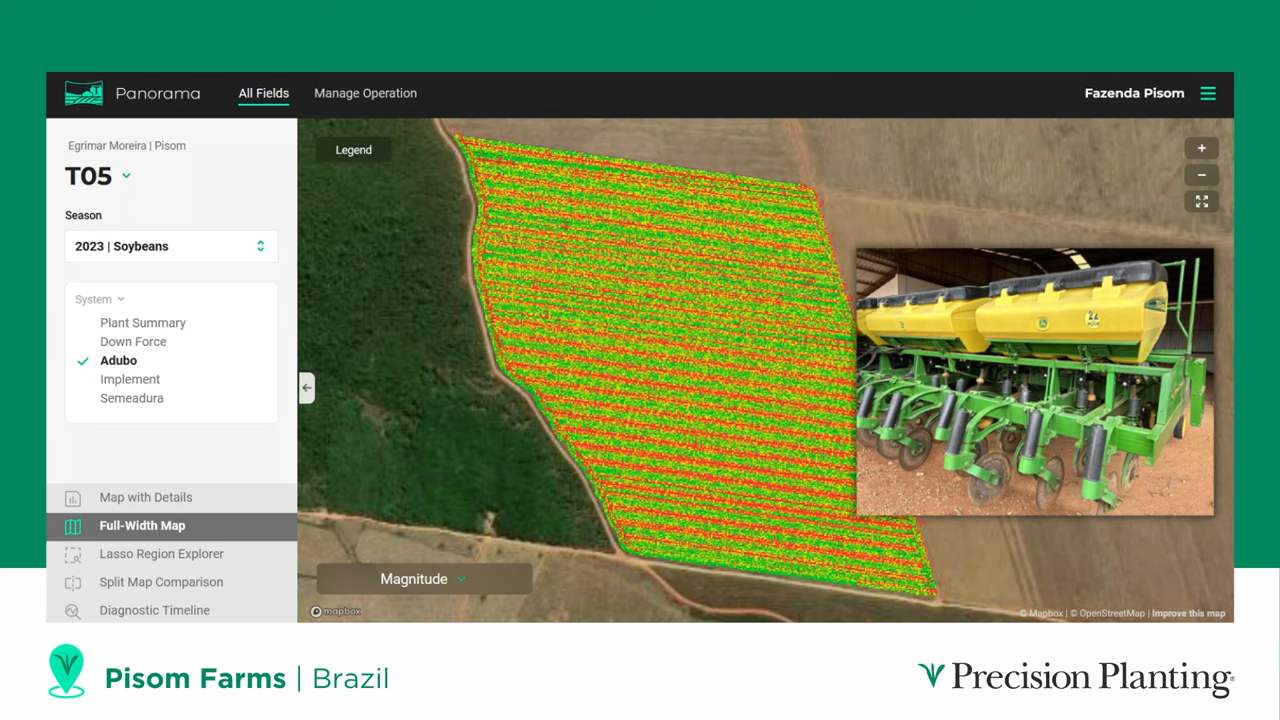 Panorama
All Fields
Manage Operation
Fazenda Pisom
Egrimar Moreira | Pisom
T05
Season
2023 | Soybeans
System
Plant Summary
Down Force
Adubo
Implement
Semeadura
Map with Details
Full-Width Map
Lasso Region Explorer
Split Map Comparison
Diagnostic Timeline
Legend
+
−
22
Magnitude
mapbox
© Mapbox | © OpenStreetMap | Improve this map
Pisom Farms | Brazil
Precision Planting®